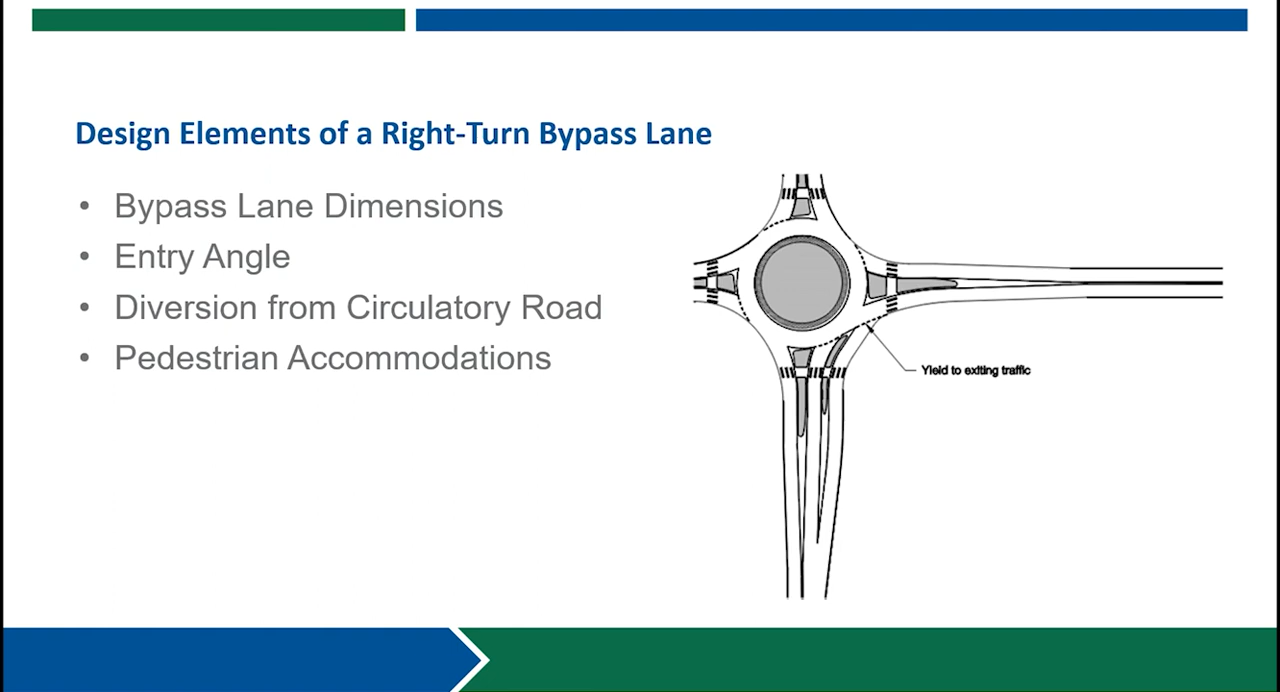 Design Elements of a Right-Turn Bypass Lane
• Bypass Lane Dimensions
• Entry Angle
• Diversion from Circulatory Road
• Pedestrian Accommodations
Yield to exiting traffic